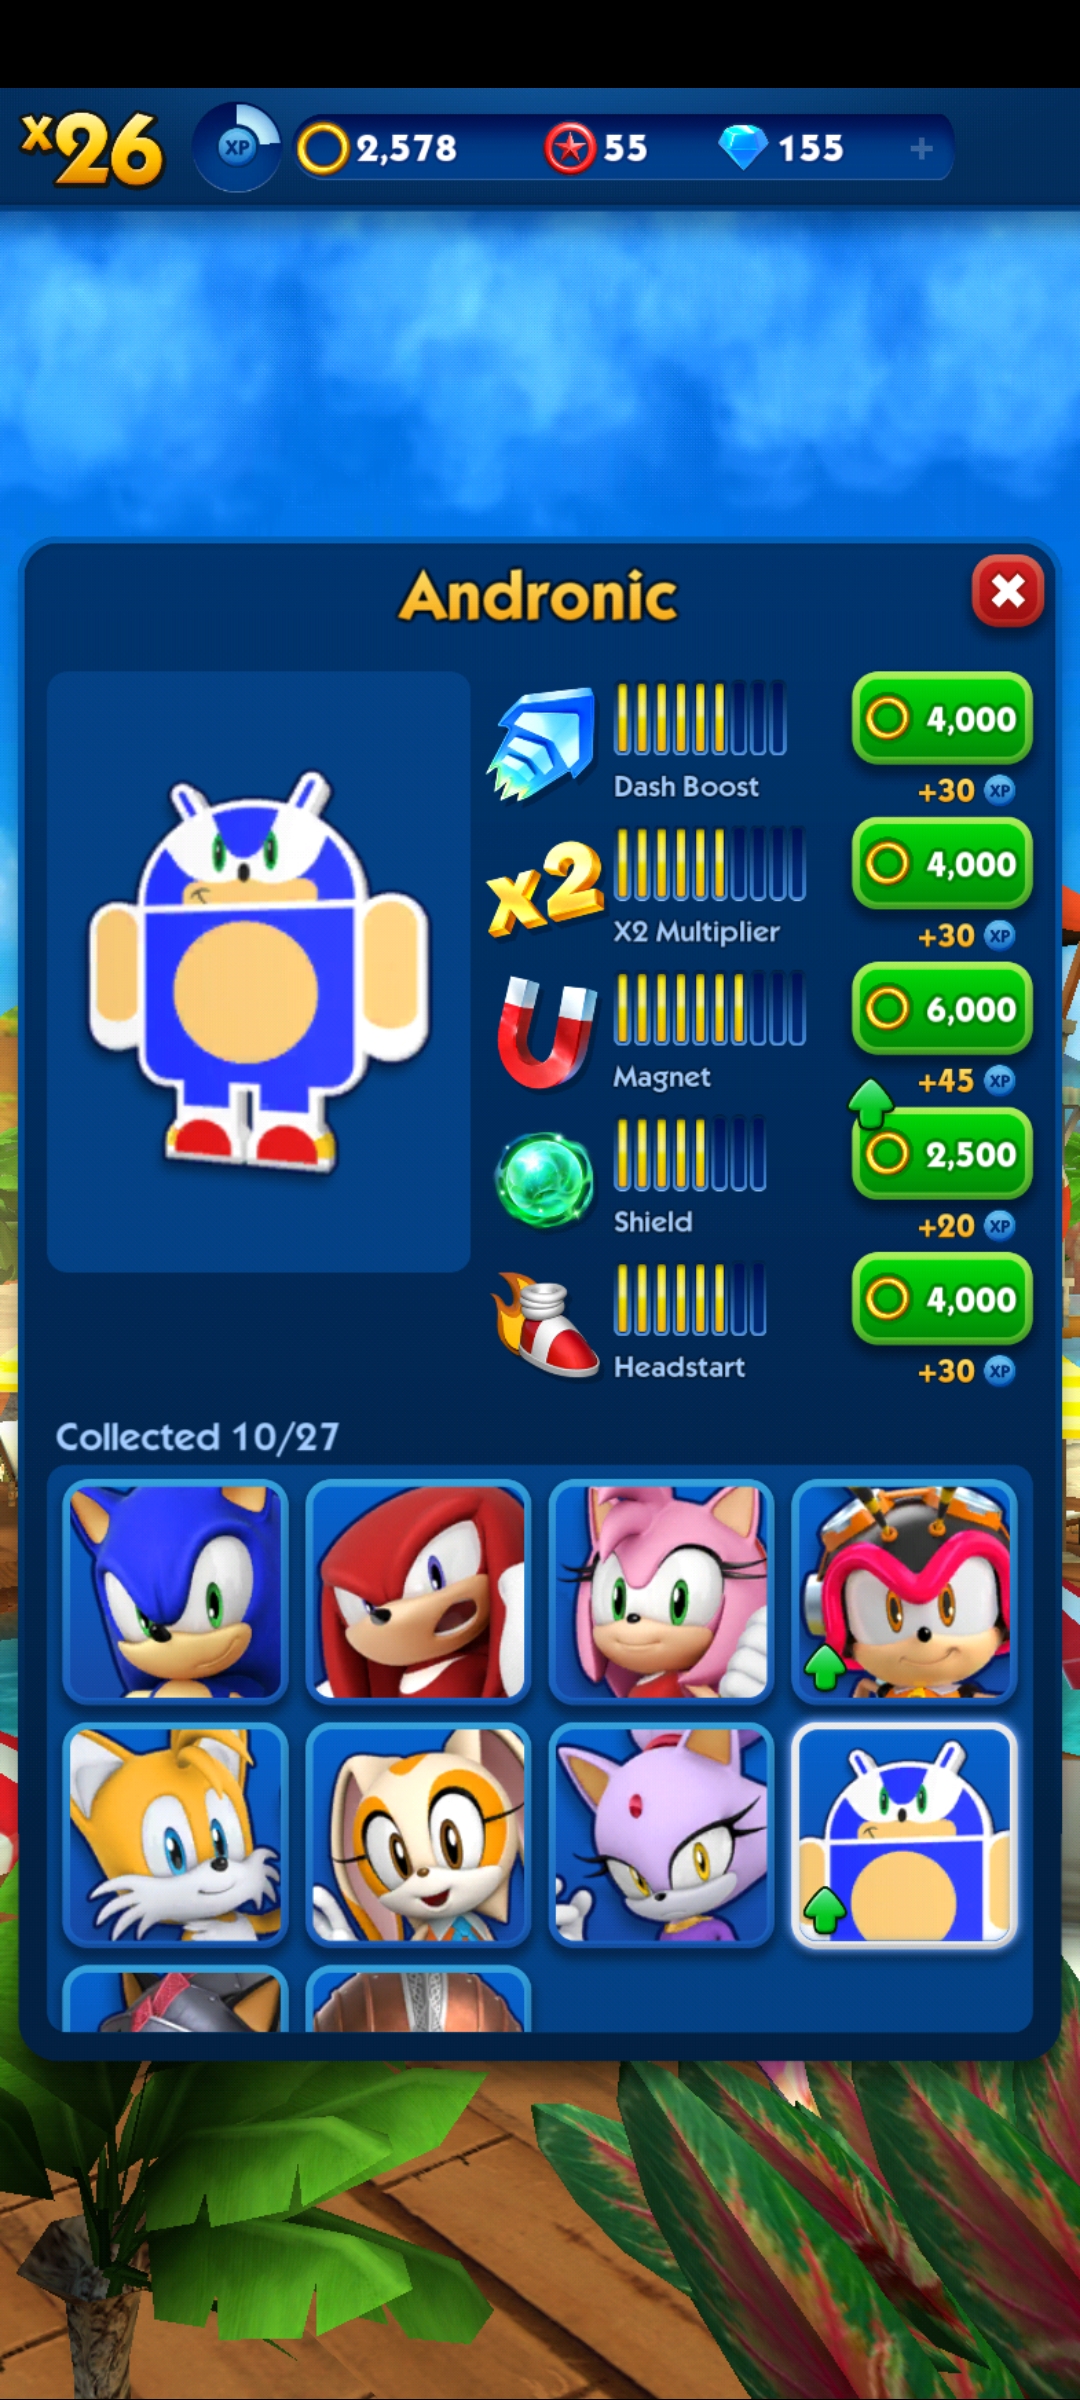 x26
XP
2,578
55
155
+
Andronic
4,000
Dash Boost
+30 XP
x2
4,000
X2 Multiplier
+30 XP
6,000
Magnet
+45 XP
2,500
Shield
+20 XP
4,000
Headstart
+30 XP
Collected 10/27